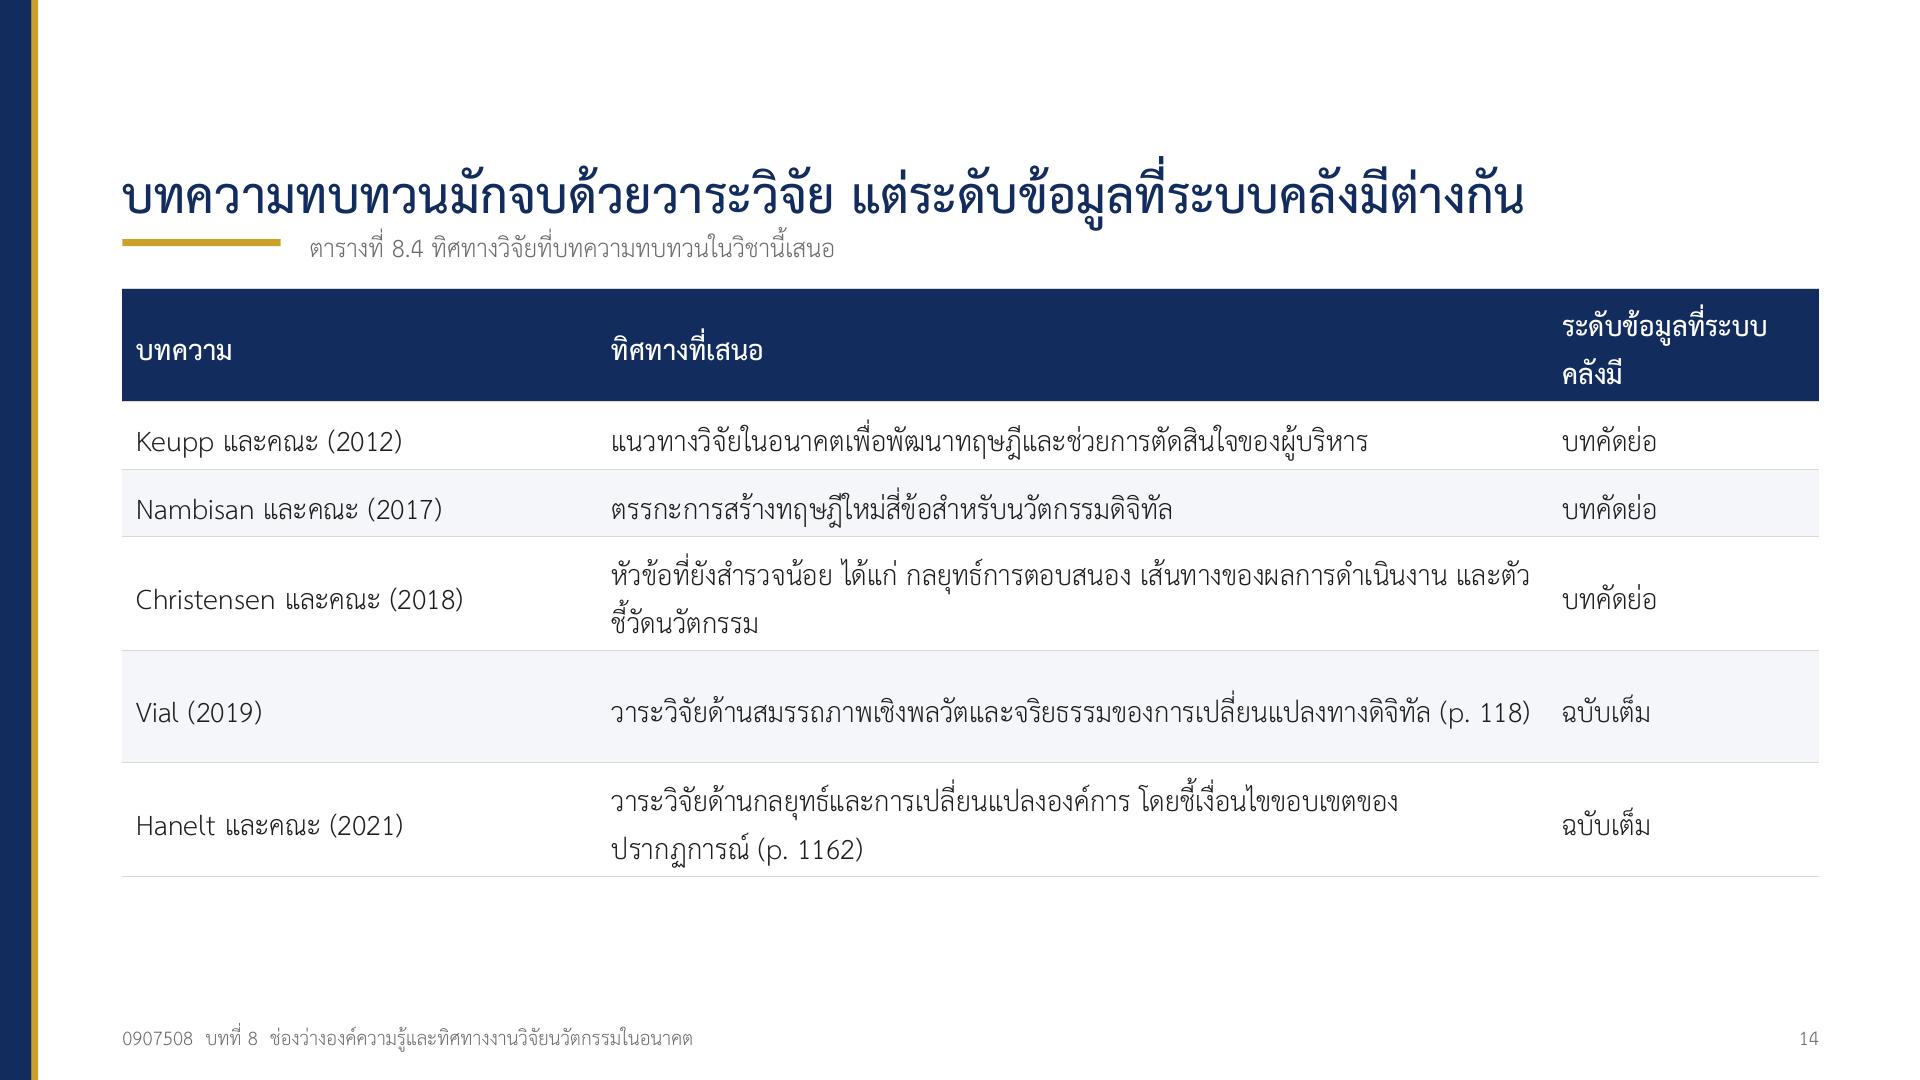 บทความทบทวนมักจบด้วยวาระวิจัย แต่ระดับข้อมูลที่ระบบคลังมีต่างกัน
ตารางที่ 8.4 ทิศทางวิจัยที่บทความทบทวนในวิชานี้เสนอ
บทความ
ทิศทางที่เสนอ
ระดับข้อมูลที่ระบบ
คลังมี
Keupp และคณะ (2012)
แนวทางวิจัยในอนาคตเพื่อพัฒนาทฤษฎีและช่วยการตัดสินใจของผู้บริหาร
บทคัดย่อ
Nambisan และคณะ (2017)
ตรรกะการสร้างทฤษฎีใหม่สี่ข้อสำหรับนวัตกรรมดิจิทัล
บทคัดย่อ
Christensen และคณะ (2018)
หัวข้อที่ยังสำรวจน้อย ได้แก่ กลยุทธ์การตอบสนอง เส้นทางของผลการดำเนินงาน และตัว
ชี้วัดนวัตกรรม
บทคัดย่อ
Vial (2019)
วาระวิจัยด้านสมรรถภาพเชิงพลวัตและจริยธรรมของการเปลี่ยนแปลงทางดิจิทัล (p. 118)
ฉบับเต็ม
Hanelt และคณะ (2021)
วาระวิจัยด้านกลยุทธ์และการเปลี่ยนแปลงองค์การ โดยชี้เงื่อนไขขอบเขตของ
ปรากฏการณ์ (p. 1162)
ฉบับเต็ม
0907508 บทที่ 8 ช่องว่างองค์ความรู้และทิศทางงานวิจัยนวัตกรรมในอนาคต
14